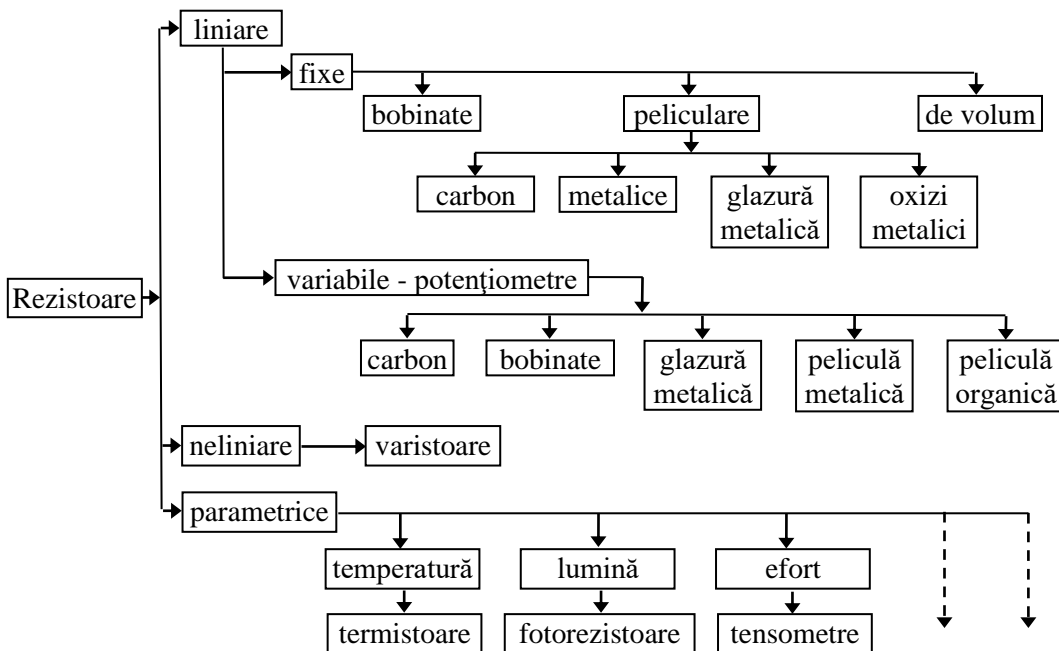 liniare
fixe
bobinate
peliculare
de volum
carbon
metalice
glazură
metalică
oxizi
metalici
Rezistoare
variabile - potenţiometre
carbon
bobinate
glazură
metalică
peliculă
metalică
peliculă
organică
neliniare
varistoare
parametrice
temperatură
lumină
efort
termistoare
fotorezistoare
tensometre